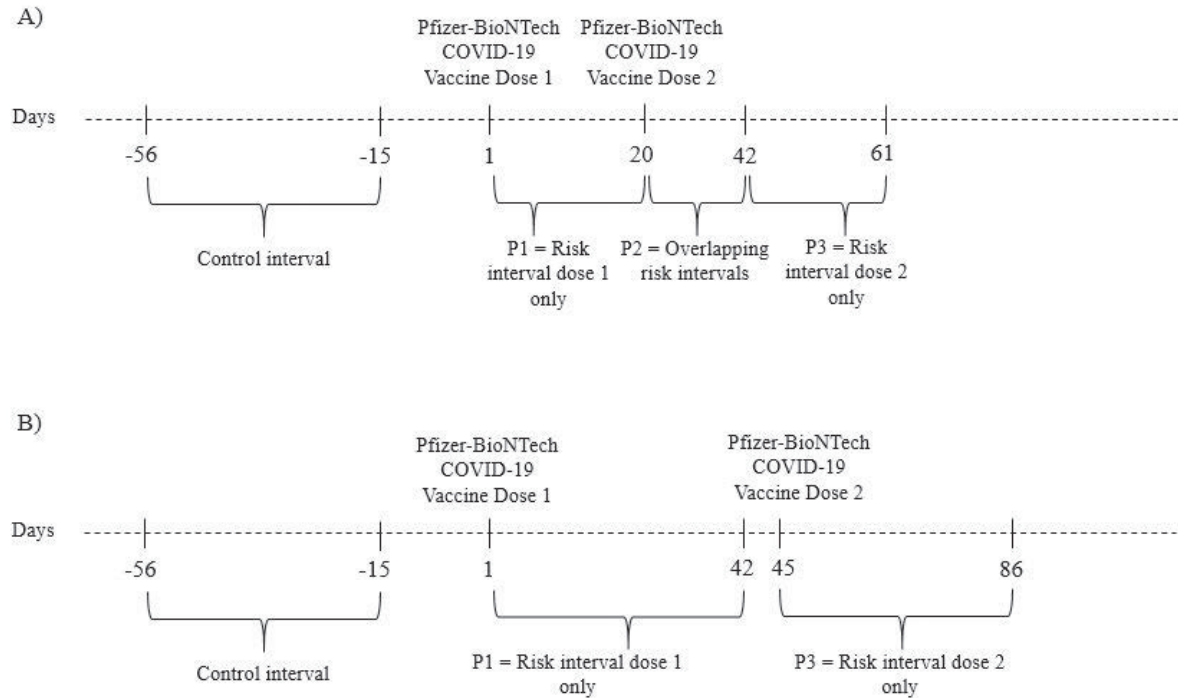 A)
Pfizer-BioNTech
COVID-19
Vaccine Dose 1
Pfizer-BioNTech
COVID-19
Vaccine Dose 2
Days
-56
-15
1
20
42
61
Control interval
P1 = Risk
interval dose 1
only
P2 = Overlapping
risk intervals
P3 = Risk
interval dose 2
only
B)
Pfizer-BioNTech
COVID-19
Vaccine Dose 1
Pfizer-BioNTech
COVID-19
Vaccine Dose 2
Days
-56
-15
1
42
45
86
Control interval
P1 = Risk interval dose 1
only
P3 = Risk interval dose 2
only